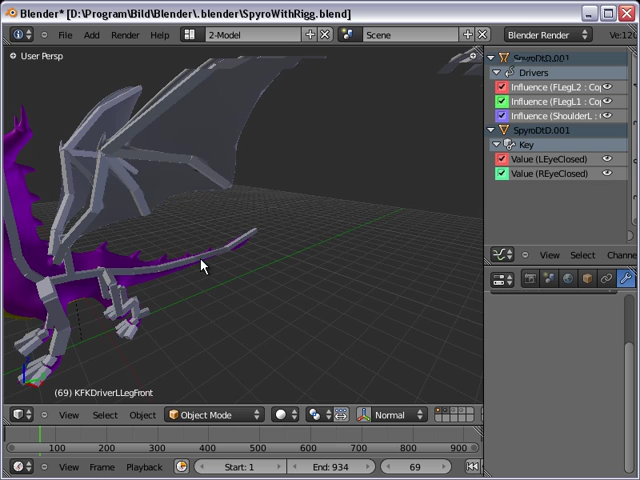 Blender* [D:\Program\Bild\Blender\.blender\SpyroWithRigg.blend]
File Add Render Help 2-Model Scene Blender Render
User Persp
SpyroDtD.001
Drivers
Influence (FLegL2 : Co
Influence (FLegL1 : Co
Influence (ShoulderL :
SpyroDtD.001
Key
Value (LEyeClosed)
Value (REyeClosed)
View Select Channe
(69) KFKDriverLLegFront
View Select Object Object Mode Normal
100 200 300 400 500 600 700 800 900
View Frame Playback Start: 1 End: 934 69